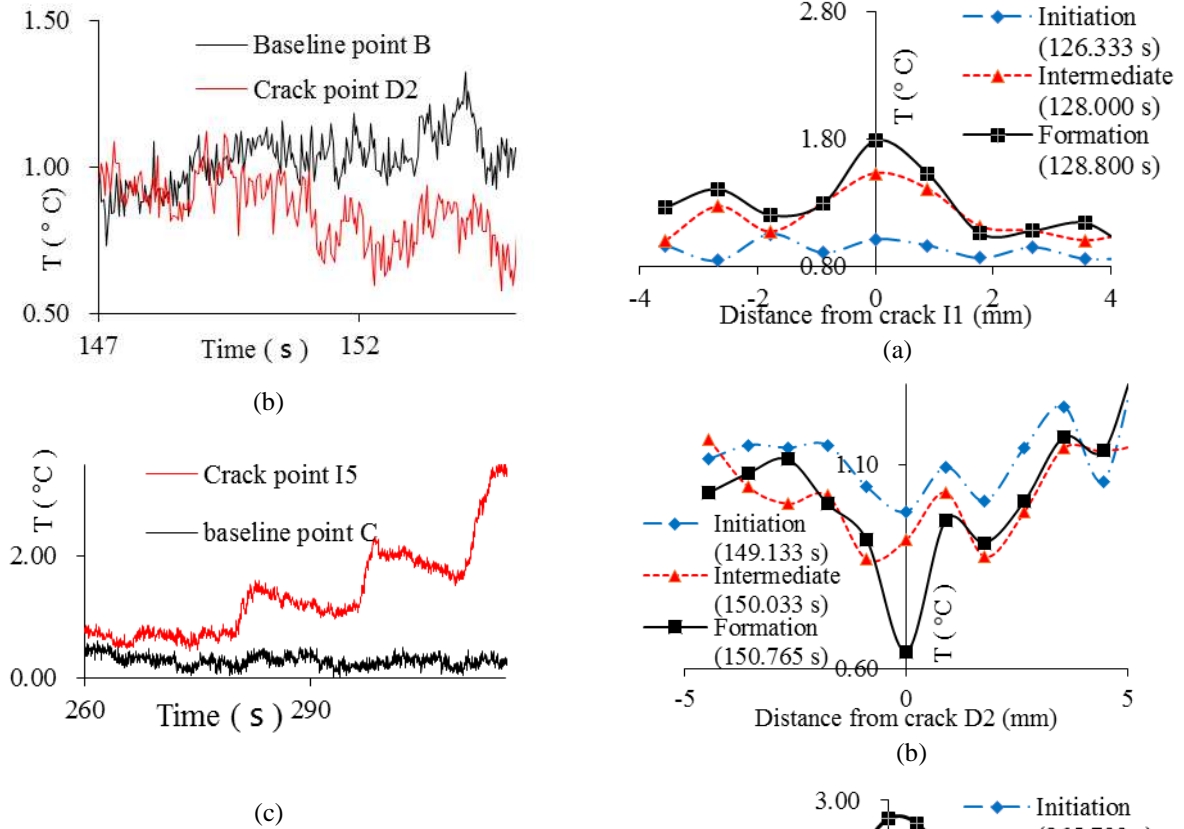 1.50
Baseline point B
Crack point D2
1.00
T ( ° C)
0.50
147
Time ( s )
152
(b)
Crack point I5
T ( °C)
baseline point C
2.00
0.00
260
Time ( s )
290
(c)
2.80
Initiation
(126.333 s)
T ( ° C)
Intermediate
(128.000 s)
1.80
Formation
(128.800 s)
0.80
-4
-2
0
2
4
Distance from crack I1 (mm)
(a)
1.10
Initiation
(149.133 s)
Intermediate
(150.033 s)
Formation
(150.765 s)
T ( °C)
0.60
-5
0
5
Distance from crack D2 (mm)
(b)
3.00
Initiation